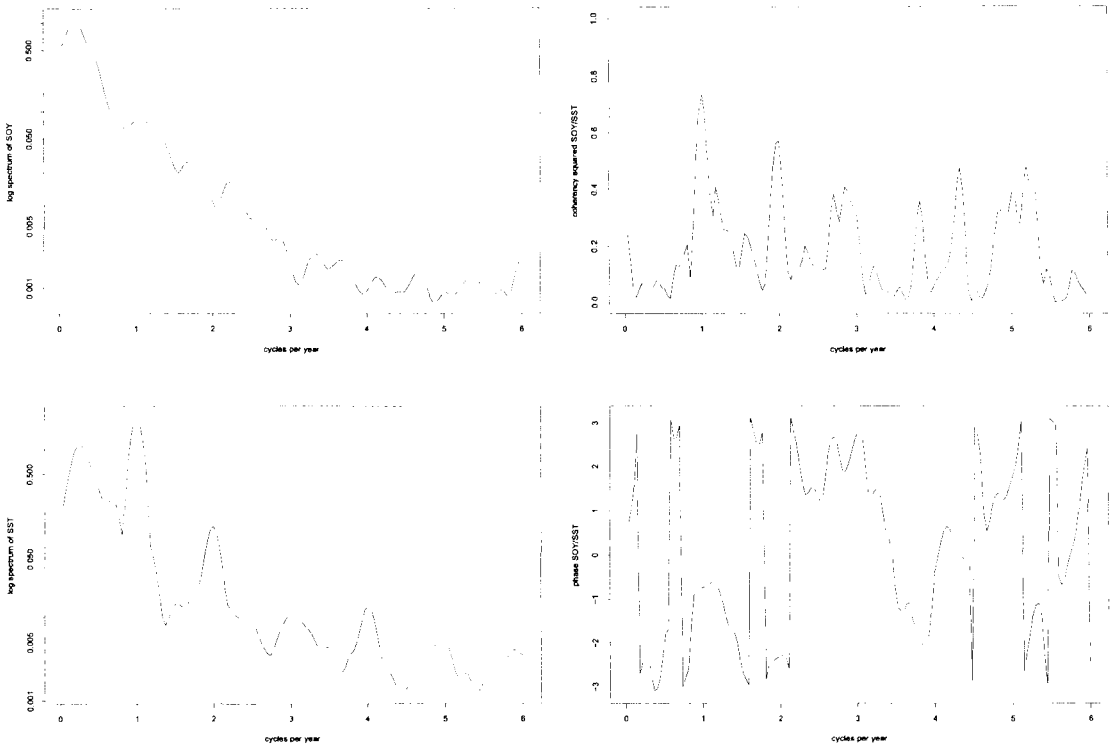 log spectrum of SOY
0.500
0.050
0.005
0.001
0 1 2 3 4 5 6
cycles per year
coherency squared SOY/SST
1.0
0.8
0.6
0.4
0.2
0.0
0 1 2 3 4 5 6
cycles per year
log spectrum of SST
0.500
0.050
0.005
0.001
0 1 2 3 4 5 6
cycles per year
phase SOY/SST
3
2
1
0
-1
-2
-3
0 1 2 3 4 5 6
cycles per year